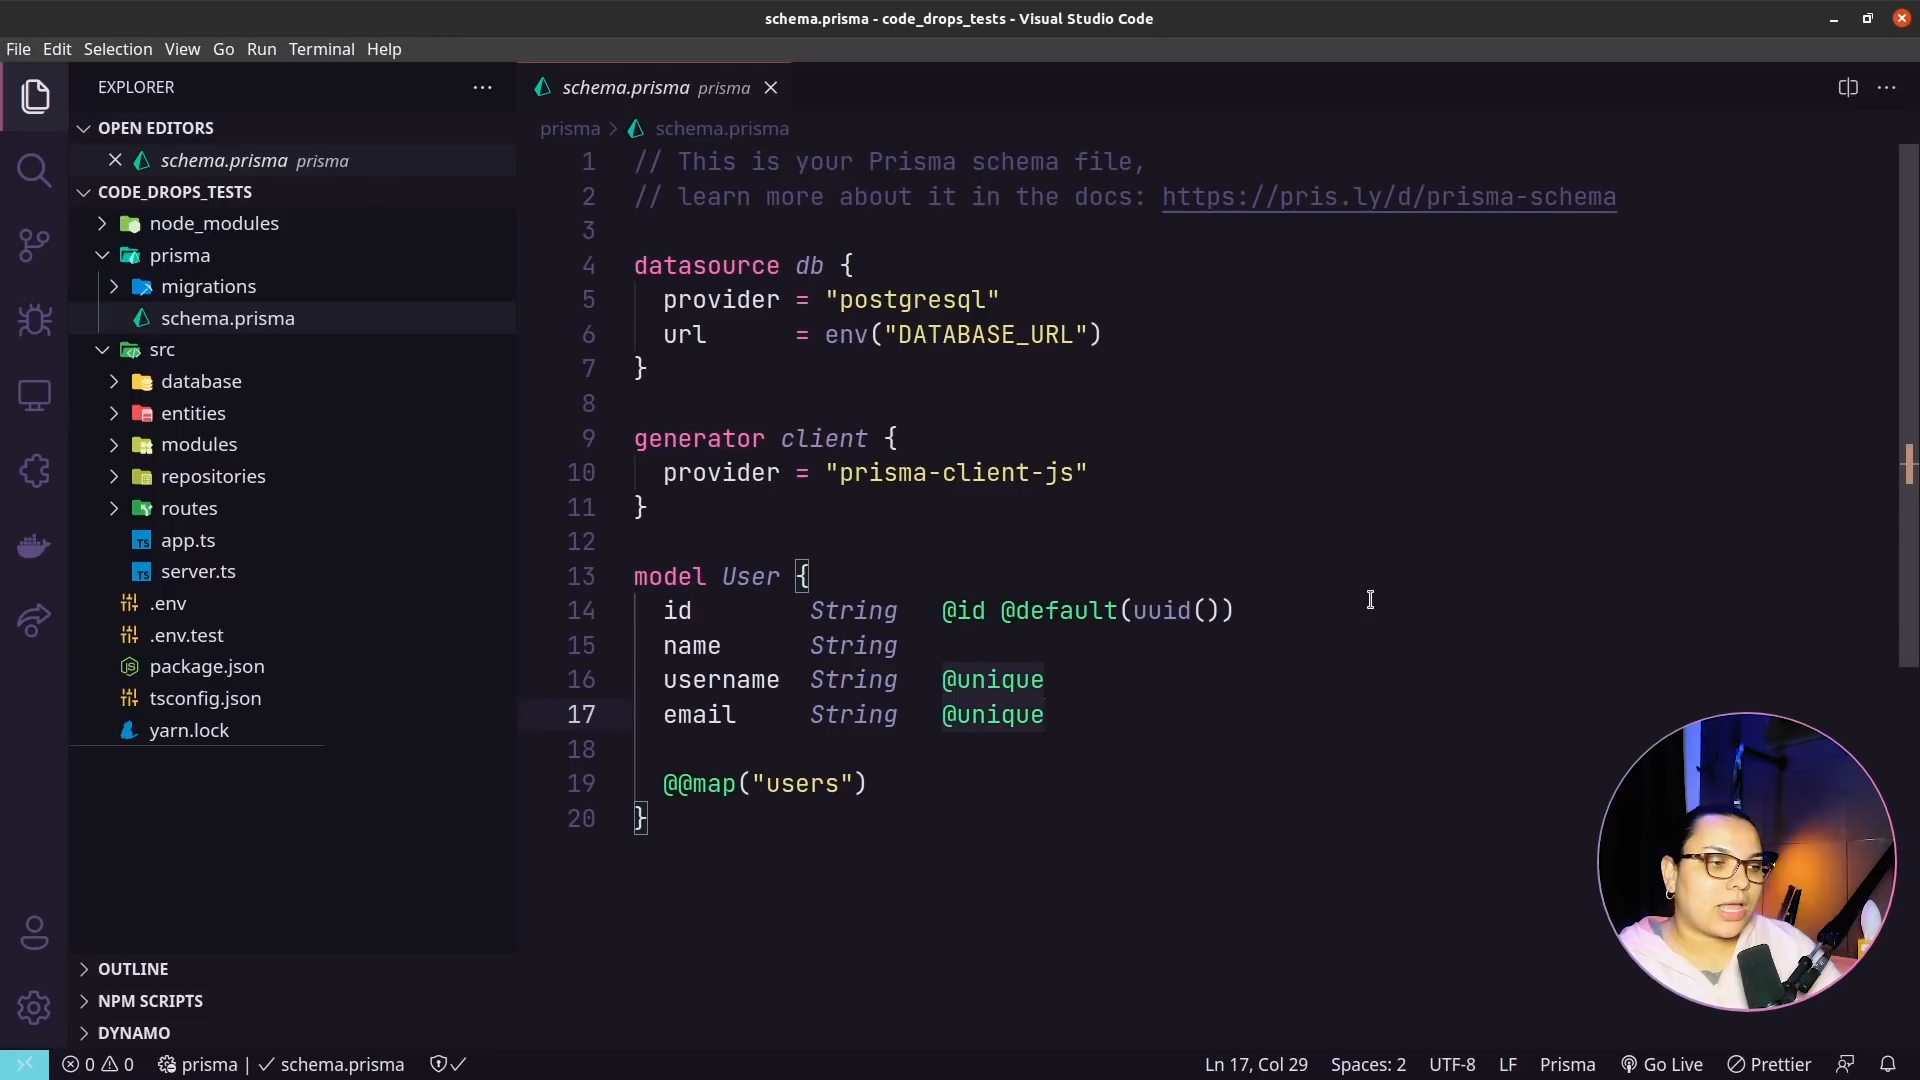 schema.prisma - code_drops_tests - Visual Studio Code
File Edit Selection View Go Run Terminal Help
EXPLORER
OPEN EDITORS
schema.prisma prisma
CODE_DROPS_TESTS
node_modules
prisma
migrations
schema.prisma
src
database
entities
modules
repositories
routes
TS app.ts
TS server.ts
.env
.env.test
package.json
tsconfig.json
yarn.lock
OUTLINE
NPM SCRIPTS
DYNAMO
schema.prisma prisma
prisma > schema.prisma
1 // This is your Prisma schema file,
2 // learn more about it in the docs: https://pris.ly/d/prisma-schema
3
4 datasource db {
5 provider = "postgresql"
6 url = env("DATABASE_URL")
7 }
8
9 generator client {
10 provider = "prisma-client-js"
11 }
12
13 model User {
14 id String @id @default(uuid())
15 name String
16 username String @unique
17 email String @unique
18
19 @@map("users")
20 }
0 0 prisma | ✓ schema.prisma
Ln 17, Col 29 Spaces: 2 UTF-8 LF Prisma Go Live Prettier